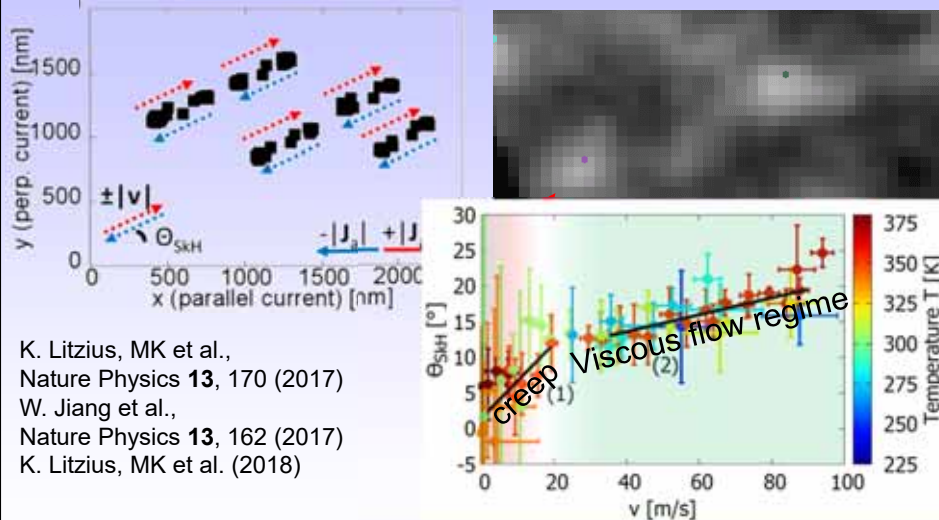 y (perp. current) [nm]
1500
1000
500
0
±|v|
Θ_SkH
-|J_a| +|J
0 500 1000 1500 2000
x (parallel current) [nm]
K. Litzius, MK et al.,
Nature Physics 13, 170 (2017)
W. Jiang et al.,
Nature Physics 13, 162 (2017)
K. Litzius, MK et al. (2018)
Θ_SkH [°]
30
25
20
15
10
5
0
-5
creep
(1)
Viscous flow regime
(2)
0 20 40 60 80 100
v [m/s]
375
350
325
300
275
250
225
Temperature T [K]